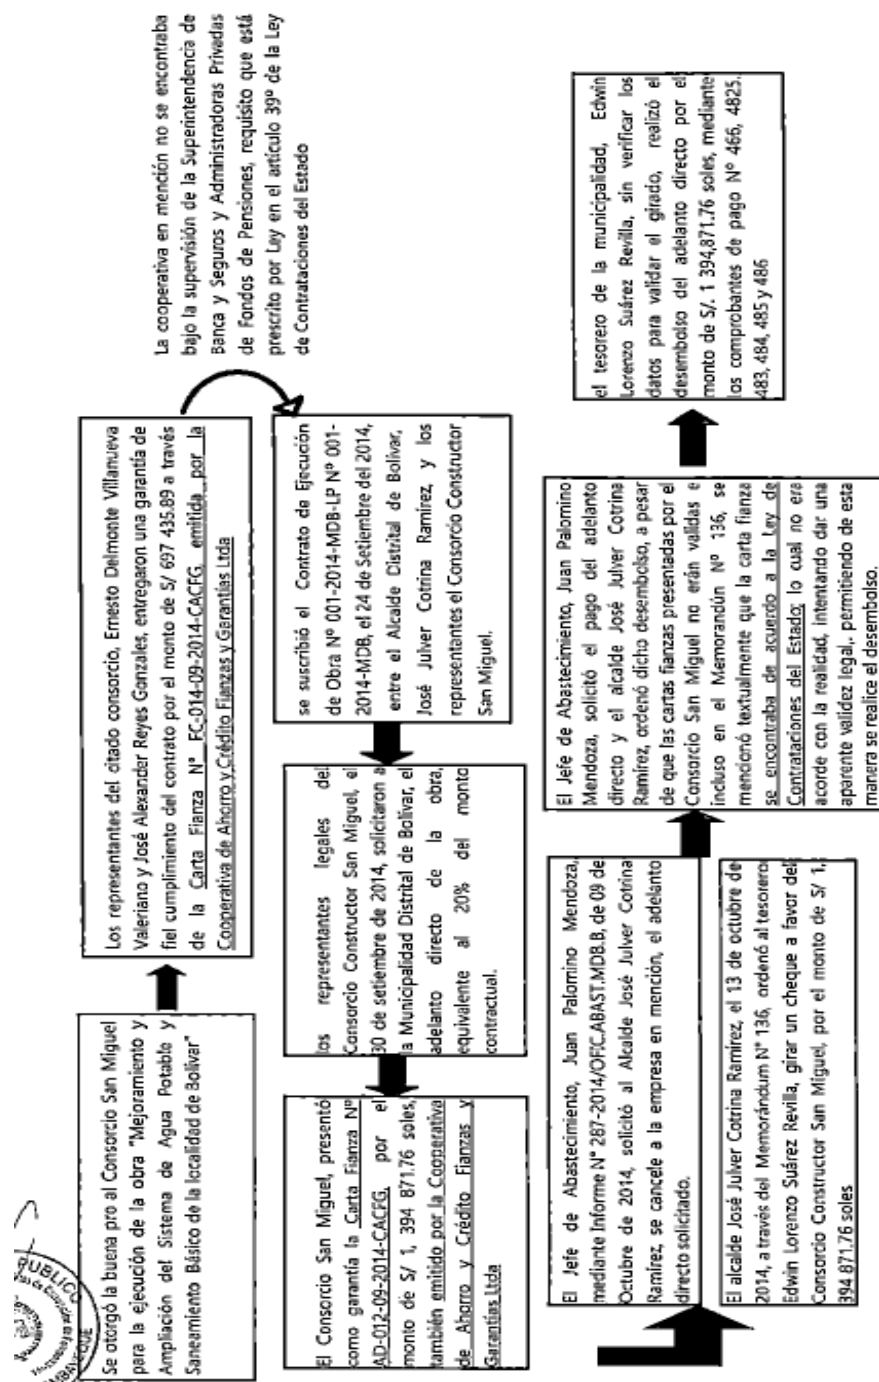 Se otorgó la buena pro al Consorcio San Miguel
para la ejecución de la obra "Mejoramiento y
Ampliación del Sistema de Agua Potable y
Saneamiento Básico de la localidad de Bolívar"
Los representantes del citado consorcio, Ernesto Delmonte Villanueva
Valeriano y José Alexander Reyes Gonzales, entregaron una garantía de
fiel cumplimiento del contrato por el monto de S/ 697 435.89 a través
de la Carta Fianza N° FC-014-09-2014-CACFG emitida por la
Cooperativa de Ahorro y Crédito Fianzas y Garantías Ltda
La cooperativa en mención no se encontraba
bajo la supervisión de la Superintendencia de
Banca y Seguros y Administradoras Privadas
de Fondos de Pensiones, requisito que está
prescrito por Ley en el artículo 39° de la Ley
de Contrataciones del Estado
se suscribió el Contrato de Ejecución
de Obra N° 001-2014-MDB-LP N° 001-
2014-MDB, el 24 de Setiembre del 2014,
entre el Alcalde Distrital de Bolívar,
José Julver Cotrina Ramírez, y los
representantes el Consorcio Constructor
San Miguel.
los representantes legales del
Consorcio Constructor San Miguel, el
30 de setiembre de 2014, solicitaron a
la Municipalidad Distrital de Bolívar, el
adelanto directo de la obra,
equivalente al 20% del monto
contractual.
El Consorcio San Miguel, presentó
como garantía la Carta Fianza N°
AD-012-09-2014-CACFG, por el
monto de S/ 1, 394 871.76 soles,
también emitido por la Cooperativa
de Ahorro y Crédito Fianzas y
Garantías Ltda
El Jefe de Abastecimiento, Juan Palomino Mendoza,
mediante Informe N° 287-2014/OFIC.ABAST.MDB.B, de 09 de
Octubre de 2014, solicitó al Alcalde José Julver Cotrina
Ramírez, se cancele a la empresa en mención, el adelanto
directo solicitado.
El alcalde José Julver Cotrina Ramírez, el 13 de octubre de
2014, a través del Memorándum N° 136, ordenó al tesorero
Edwin Lorenzo Suárez Revilla, girar un cheque a favor del
Consorcio Constructor San Miguel, por el monto de S/ 1,
394 871.76 soles
El Jefe de Abastecimiento, Juan Palomino
Mendoza, solicitó el pago del adelanto
directo y el alcalde José Julver Cotrina
Ramírez, ordenó dicho desembolso, a pesar
de que las cartas fianzas presentadas por el
Consorcio San Miguel no erán validas e
incluso en el Memorandún N° 136, se
mencionó textualmente que la carta fianza
se encontraba de acuerdo a la Ley de
Contrataciones del Estado, lo cual no era
acorde con la realidad, intentando dar una
aparente validez legal, permitiendo de esta
manera se realice el desembolso.
el tesorero de la municipalidad, Edwin
Lorenzo Suárez Revilla, sin verificar los
datos para validar el girado, realizó el
desembolso del adelanto directo por el
monto de S/. 1 394,871.76 soles, mediante
los comprobantes de pago N° 466, 4825.
483, 484, 485 y 486
PUBLICO